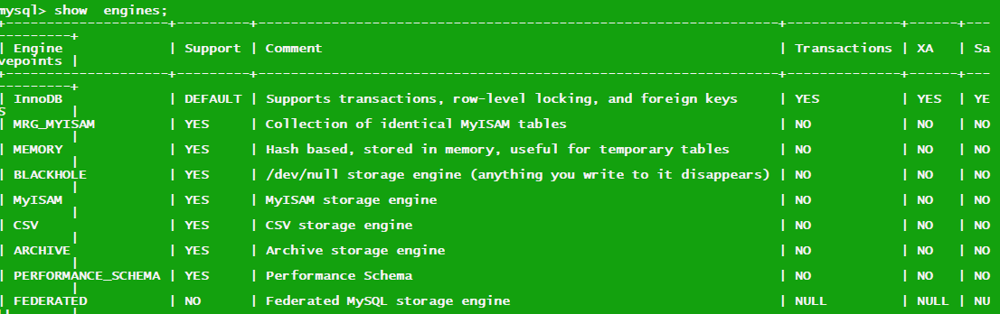 mysql> show  engines;
+--------------------+---------+----------------------------------------------------------------+--------------+------+---
---------+
| Engine             | Support | Comment                                                        | Transactions | XA   | Sa
vepoints |
+--------------------+---------+----------------------------------------------------------------+--------------+------+---
---------+
| InnoDB             | DEFAULT | Supports transactions, row-level locking, and foreign keys     | YES          | YES  | YE
S        |
| MRG_MYISAM         | YES     | Collection of identical MyISAM tables                          | NO           | NO   | NO
         |
| MEMORY             | YES     | Hash based, stored in memory, useful for temporary tables      | NO           | NO   | NO
         |
| BLACKHOLE          | YES     | /dev/null storage engine (anything you write to it disappears) | NO           | NO   | NO
         |
| MyISAM             | YES     | MyISAM storage engine                                          | NO           | NO   | NO
         |
| CSV                | YES     | CSV storage engine                                             | NO           | NO   | NO
         |
| ARCHIVE            | YES     | Archive storage engine                                         | NO           | NO   | NO
         |
| PERFORMANCE_SCHEMA | YES     | Performance Schema                                             | NO           | NO   | NO
         |
| FEDERATED          | NO      | Federated MySQL storage engine                                 | NULL         | NULL | NU
LL       |